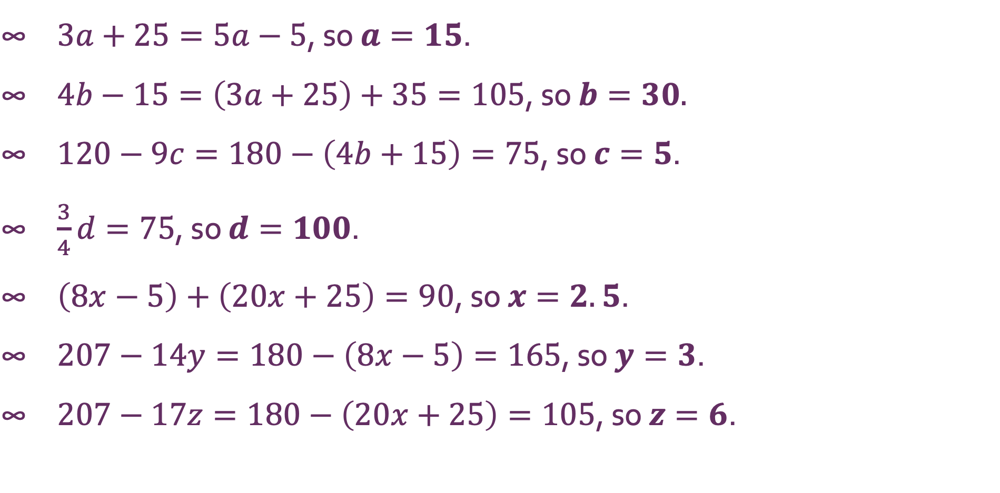 ∞ 3a + 25 = 5a − 5, so a = 15.
∞ 4b − 15 = (3a + 25) + 35 = 105, so b = 30.
∞ 120 − 9c = 180 − (4b + 15) = 75, so c = 5.
∞ 3/4 d = 75, so d = 100.
∞ (8x − 5) + (20x + 25) = 90, so x = 2.5.
∞ 207 − 14y = 180 − (8x − 5) = 165, so y = 3.
∞ 207 − 17z = 180 − (20x + 25) = 105, so z = 6.